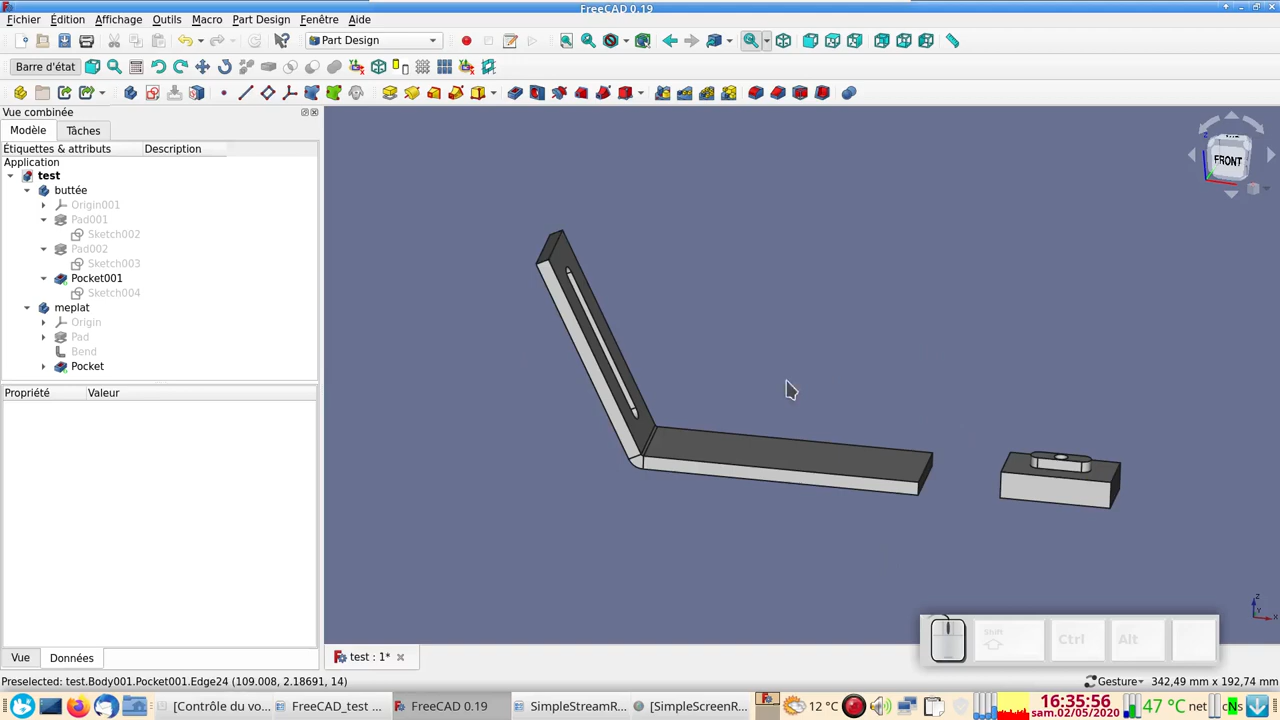 FreeCAD 0.19
Fichier Édition Affichage Outils Macro Part Design Fenêtre Aide
Part Design
Barre d'état
Vue combinée
Modèle Tâches
Étiquettes & attributs Description
Application
test
buttée
Origin001
Pad001
Sketch002
Pad002
Sketch003
Pocket001
Sketch004
meplat
Origin
Pad
Bend
Pocket
Propriété Valeur
FRONT
Z
X
Shift Ctrl Alt
Vue Données
test : 1*
Preselected: test.Body001.Pocket001.Edge24 (109.008, 2.18691, 14)
Gesture 342,49 mm x 192,74 mm
[Contrôle du vo... FreeCAD_test ... FreeCAD 0.19 SimpleStreamR... [SimpleScreenR...
12 °C
16:35:56
sam.02/05/2020
47 °C net